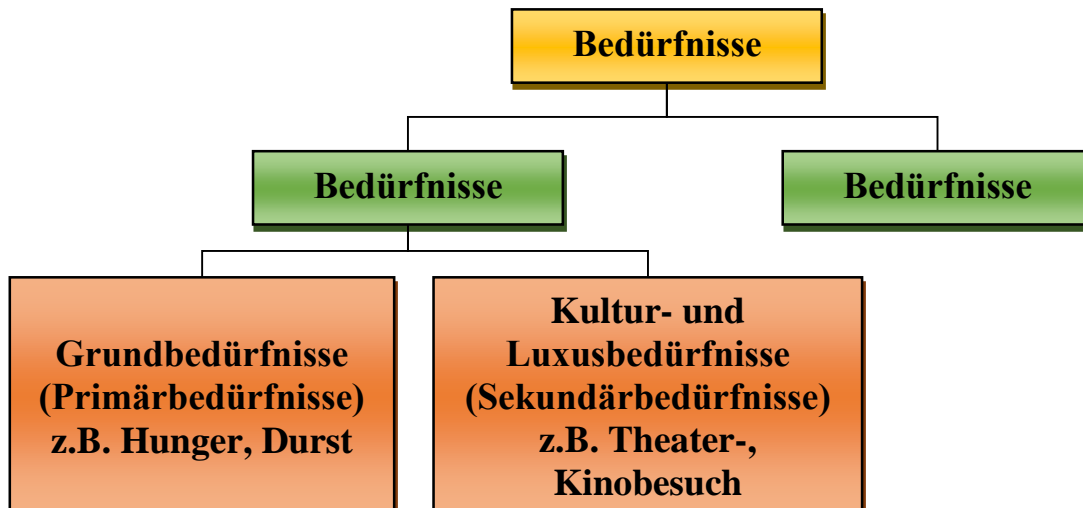 Bedürfnisse
Bedürfnisse
Bedürfnisse
Grundbedürfnisse
(Primärbedürfnisse)
z.B. Hunger, Durst
Kultur- und
Luxusbedürfnisse
(Sekundärbedürfnisse)
z.B. Theater-,
Kinobesuch